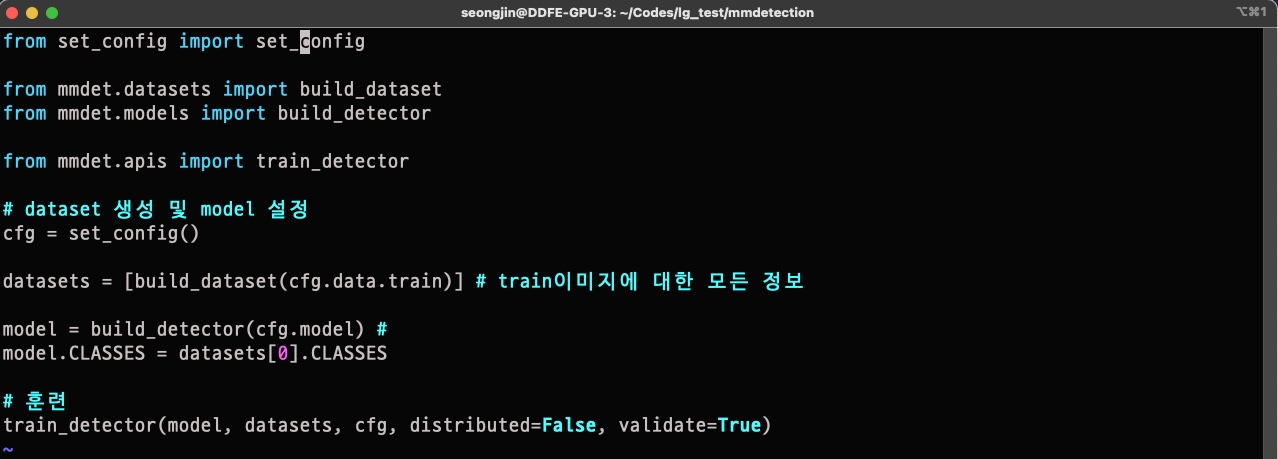 seongjin@DDFE-GPU-3: ~/Codes/lg_test/mmdetection
⌥⌘1
from set_config import set_config
from mmdet.datasets import build_dataset
from mmdet.models import build_detector
from mmdet.apis import train_detector
# dataset 생성 및 model 설정
cfg = set_config()
datasets = [build_dataset(cfg.data.train)] # train이미지에 대한 모든 정보
model = build_detector(cfg.model) #
model.CLASSES = datasets[0].CLASSES
# 훈련
train_detector(model, datasets, cfg, distributed=False, validate=True)
~